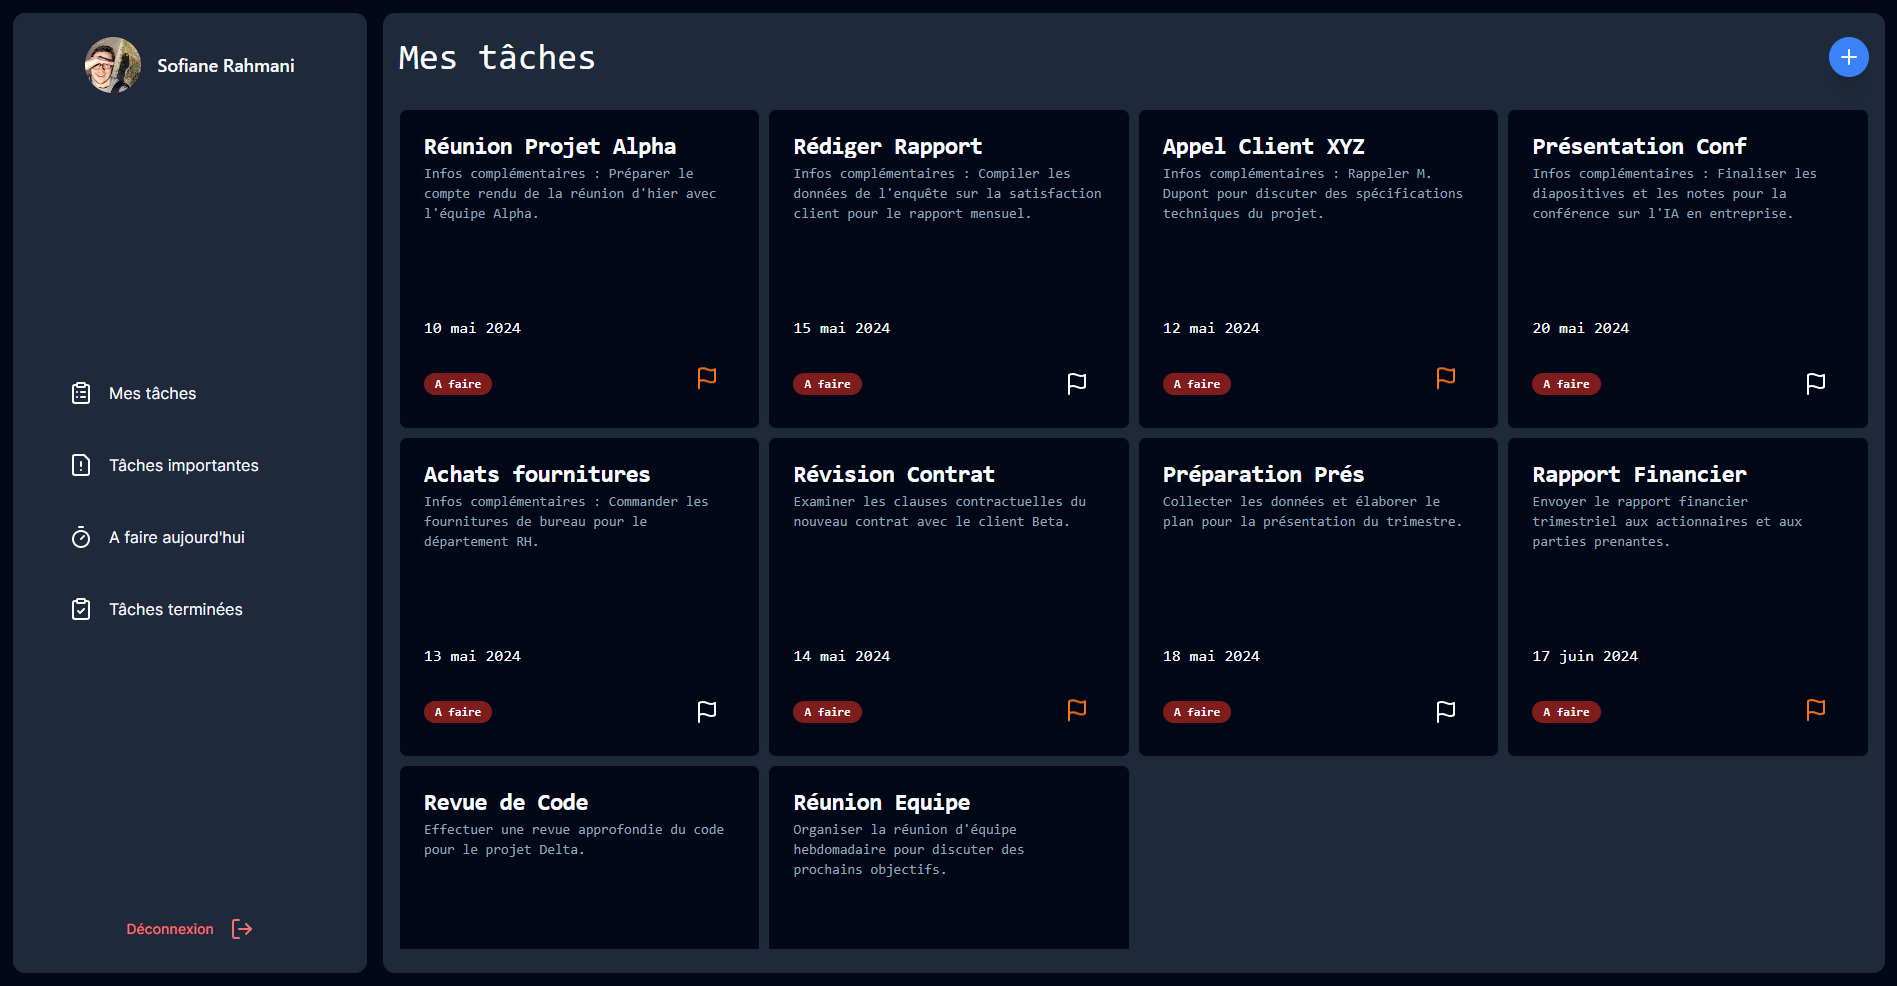 Sofiane Rahmani
Mes tâches
Tâches importantes
A faire aujourd'hui
Tâches terminées
Déconnexion
Mes tâches
Réunion Projet Alpha
Infos complémentaires : Préparer le
compte rendu de la réunion d'hier avec
l'équipe Alpha.
10 mai 2024
A faire
Rédiger Rapport
Infos complémentaires : Compiler les
données de l'enquête sur la satisfaction
client pour le rapport mensuel.
15 mai 2024
A faire
Appel Client XYZ
Infos complémentaires : Rappeler M.
Dupont pour discuter des spécifications
techniques du projet.
12 mai 2024
A faire
Présentation Conf
Infos complémentaires : Finaliser les
diapositives et les notes pour la
conférence sur l'IA en entreprise.
20 mai 2024
A faire
Achats fournitures
Infos complémentaires : Commander les
fournitures de bureau pour le
département RH.
13 mai 2024
A faire
Révision Contrat
Examiner les clauses contractuelles du
nouveau contrat avec le client Beta.
14 mai 2024
A faire
Préparation Prés
Collecter les données et élaborer le
plan pour la présentation du trimestre.
18 mai 2024
A faire
Rapport Financier
Envoyer le rapport financier
trimestriel aux actionnaires et aux
parties prenantes.
17 juin 2024
A faire
Revue de Code
Effectuer une revue approfondie du code
pour le projet Delta.
Réunion Equipe
Organiser la réunion d'équipe
hebdomadaire pour discuter des
prochains objectifs.